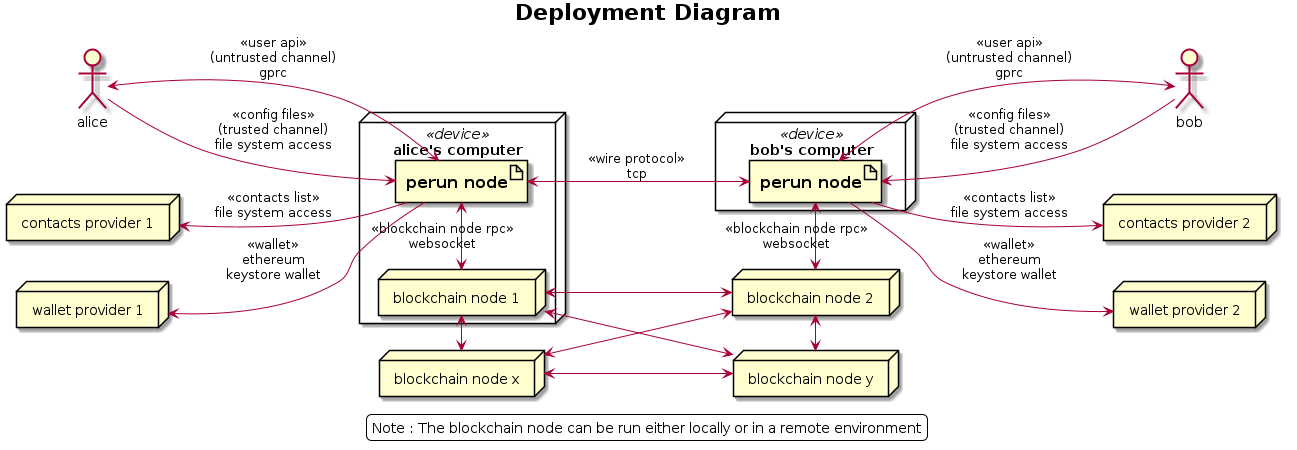 Deployment Diagram
«user api»
(untrusted channel)
gprc
«user api»
(untrusted channel)
gprc
alice
bob
«config files»
(trusted channel)
file system access
«config files»
(trusted channel)
file system access
«device»
alice's computer
perun node
«device»
bob's computer
perun node
«wire protocol»
tcp
«contacts list»
file system access
«contacts list»
file system access
contacts provider 1
contacts provider 2
«blockchain node rpc»
websocket
«blockchain node rpc»
websocket
«wallet»
ethereum
keystore wallet
«wallet»
ethereum
keystore wallet
wallet provider 1
blockchain node 1
blockchain node 2
wallet provider 2
blockchain node x
blockchain node y
Note : The blockchain node can be run either locally or in a remote environment